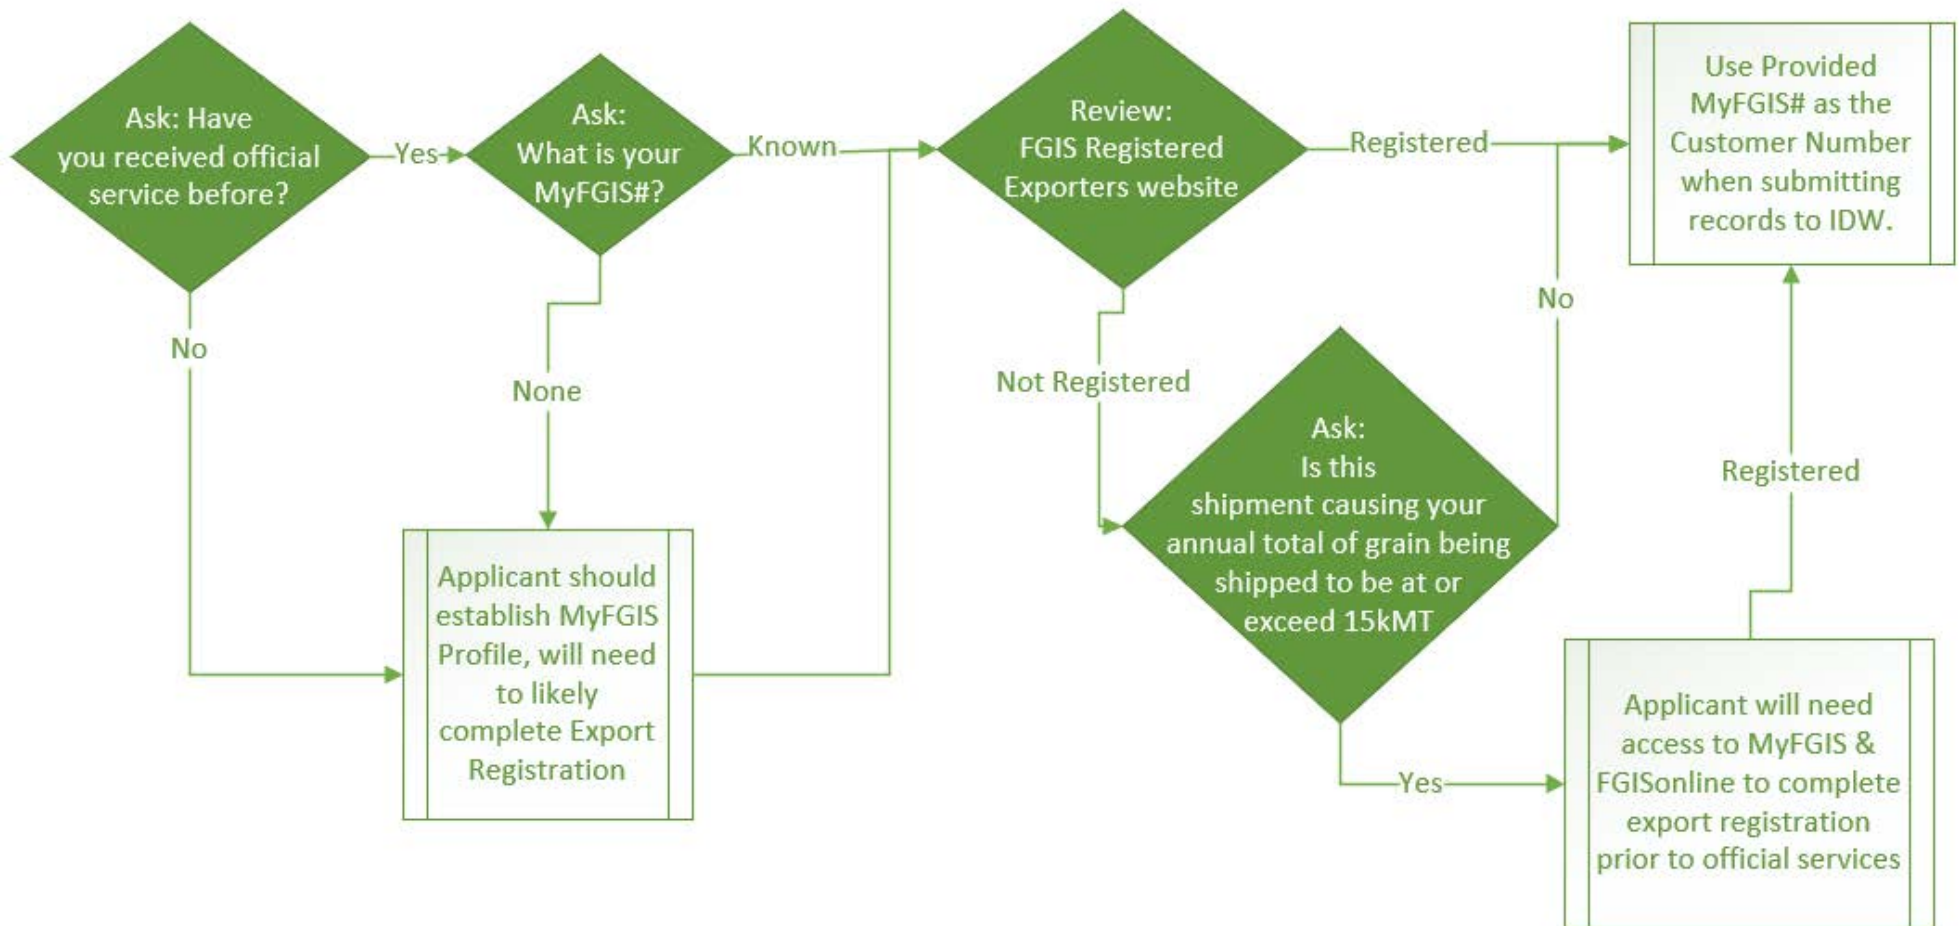 Ask: Have
you received official
service before?
Yes
Ask:
What is your
MyFGIS#?
Known
Review:
FGIS Registered
Exporters website
Registered
Use Provided
MyFGIS# as the
Customer Number
when submitting
records to IDW.
No
None
Not Registered
No
Ask:
Is this
shipment causing your
annual total of grain being
shipped to be at or
exceed 15kMT
Registered
Applicant should
establish MyFGIS
Profile, will need
to likely
complete Export
Registration
Yes
Applicant will need
access to MyFGIS &
FGISonline to complete
export registration
prior to official services